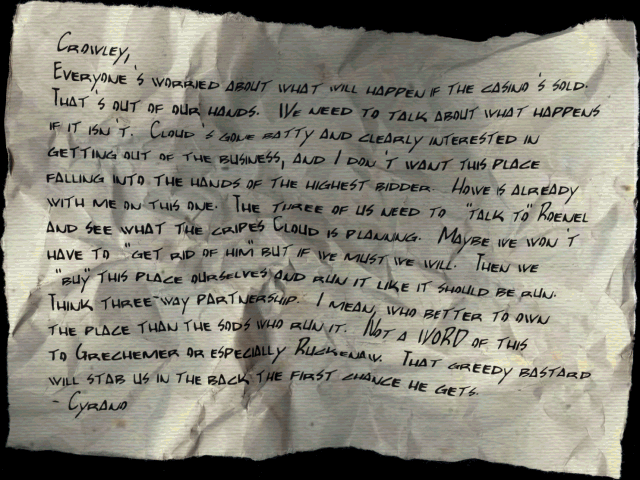 Crowley,
Everyone's worried about what will happen if the casino's sold.
That's out of our hands. We need to talk about what happens
if it isn't. Cloud's gone batty and clearly interested in
getting out of the business, and I don't want this place
falling into the hands of the highest bidder. Howe is already
with me on this one. The three of us need to "talk to" Roenel
and see what the cripes Cloud is planning. Maybe we won't
have to "get rid of him" but if we must we will. Then we
"buy" this place ourselves and run it like it should be run.
Think three-way partnership. I mean, who better to own
the place than the sods who run it. Not a WORD of this
to Grechemer or especially Ruckenaw. That greedy bastard
will stab us in the back the first chance he gets.
- Cyrano